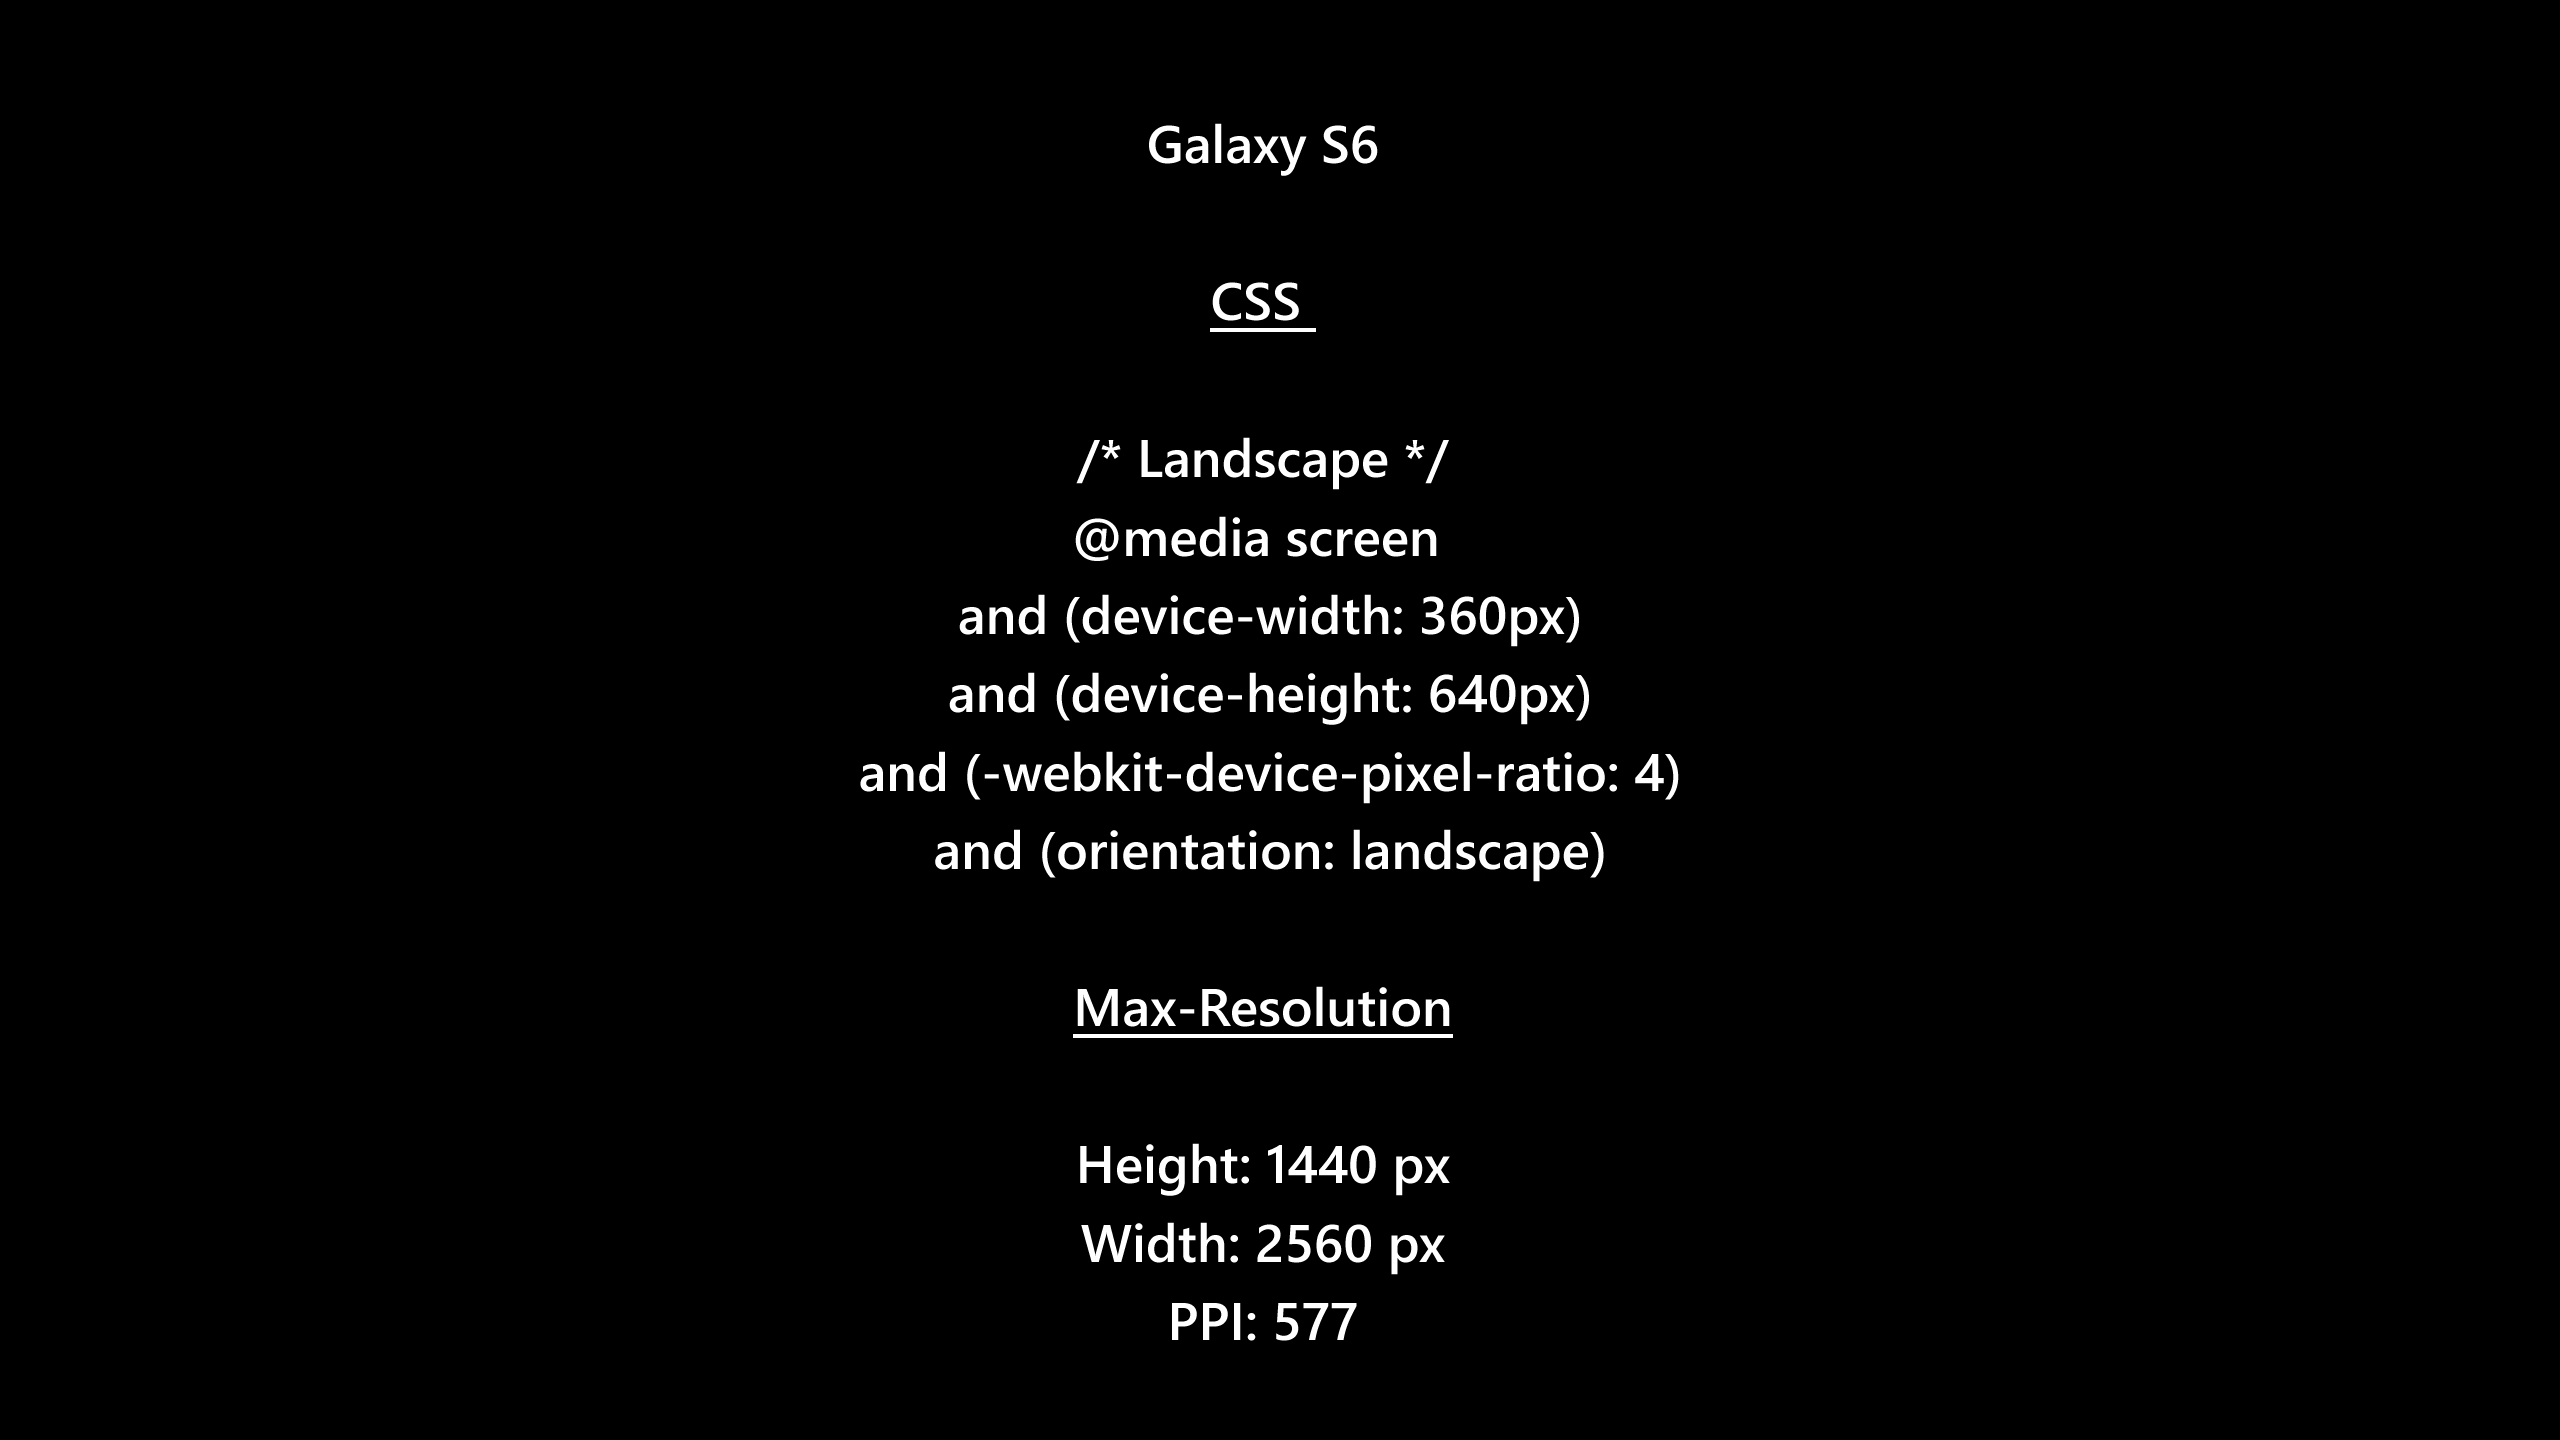 Galaxy S6
CSS
/* Landscape */
@media screen
and (device-width: 360px)
and (device-height: 640px)
and (-webkit-device-pixel-ratio: 4)
and (orientation: landscape)
Max-Resolution
Height: 1440 px
Width: 2560 px
PPI: 577